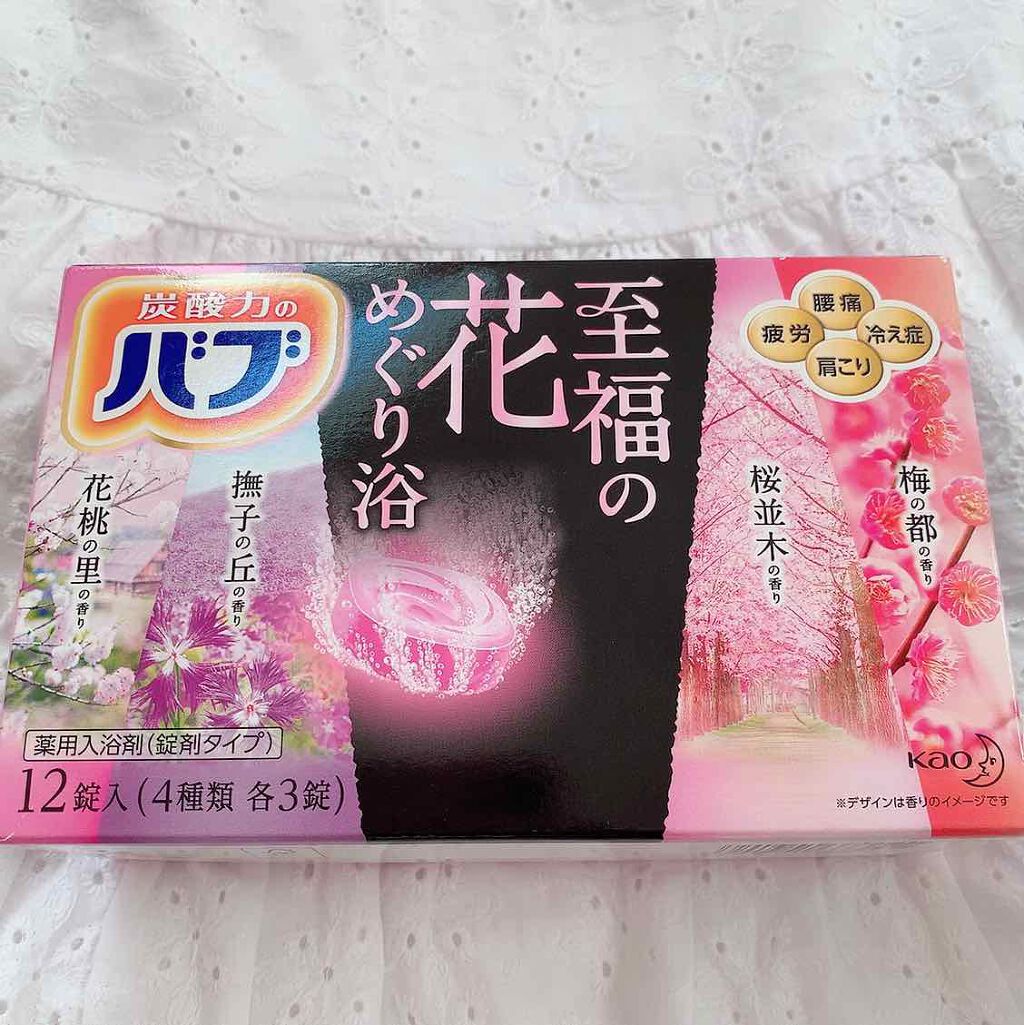 炭酸力の
バブ
至福の
花
めぐり浴
腰痛
疲労
冷え症
肩こり
花桃の里の香り
撫子の丘の香り
桜並木の香り
梅の都の香り
薬用入浴剤(錠剤タイプ)
12錠入(4種類 各3錠)
Kao
※デザインは香りのイメージです